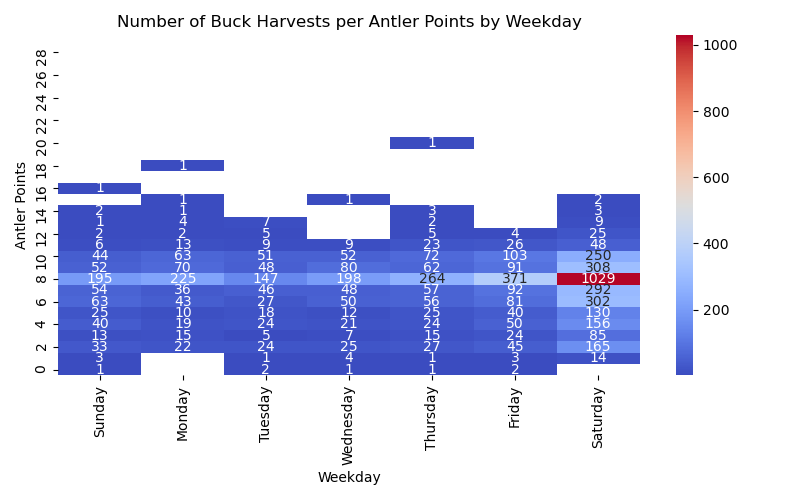 Number of Buck Harvests per Antler Points by Weekday
Antler Points
28
26
24
22
20 1
18 1
16 1
1 1 2
14 2 1 3 3
1 4 7 2 9
12 2 2 5 5 4 25
6 13 9 9 23 26 48
10 44 63 51 52 72 103 250
52 70 48 80 62 91 308
8 195 225 147 198 264 371 1029
54 36 46 48 57 92 292
6 63 43 27 50 56 81 302
25 10 18 12 25 40 130
4 40 19 24 21 24 50 156
13 15 5 7 15 24 85
2 33 22 24 25 27 45 165
3 1 4 1 3 14
0 1 2 1 1 2
Sunday Monday Tuesday Wednesday Thursday Friday Saturday
Weekday
1000
800
600
400
200